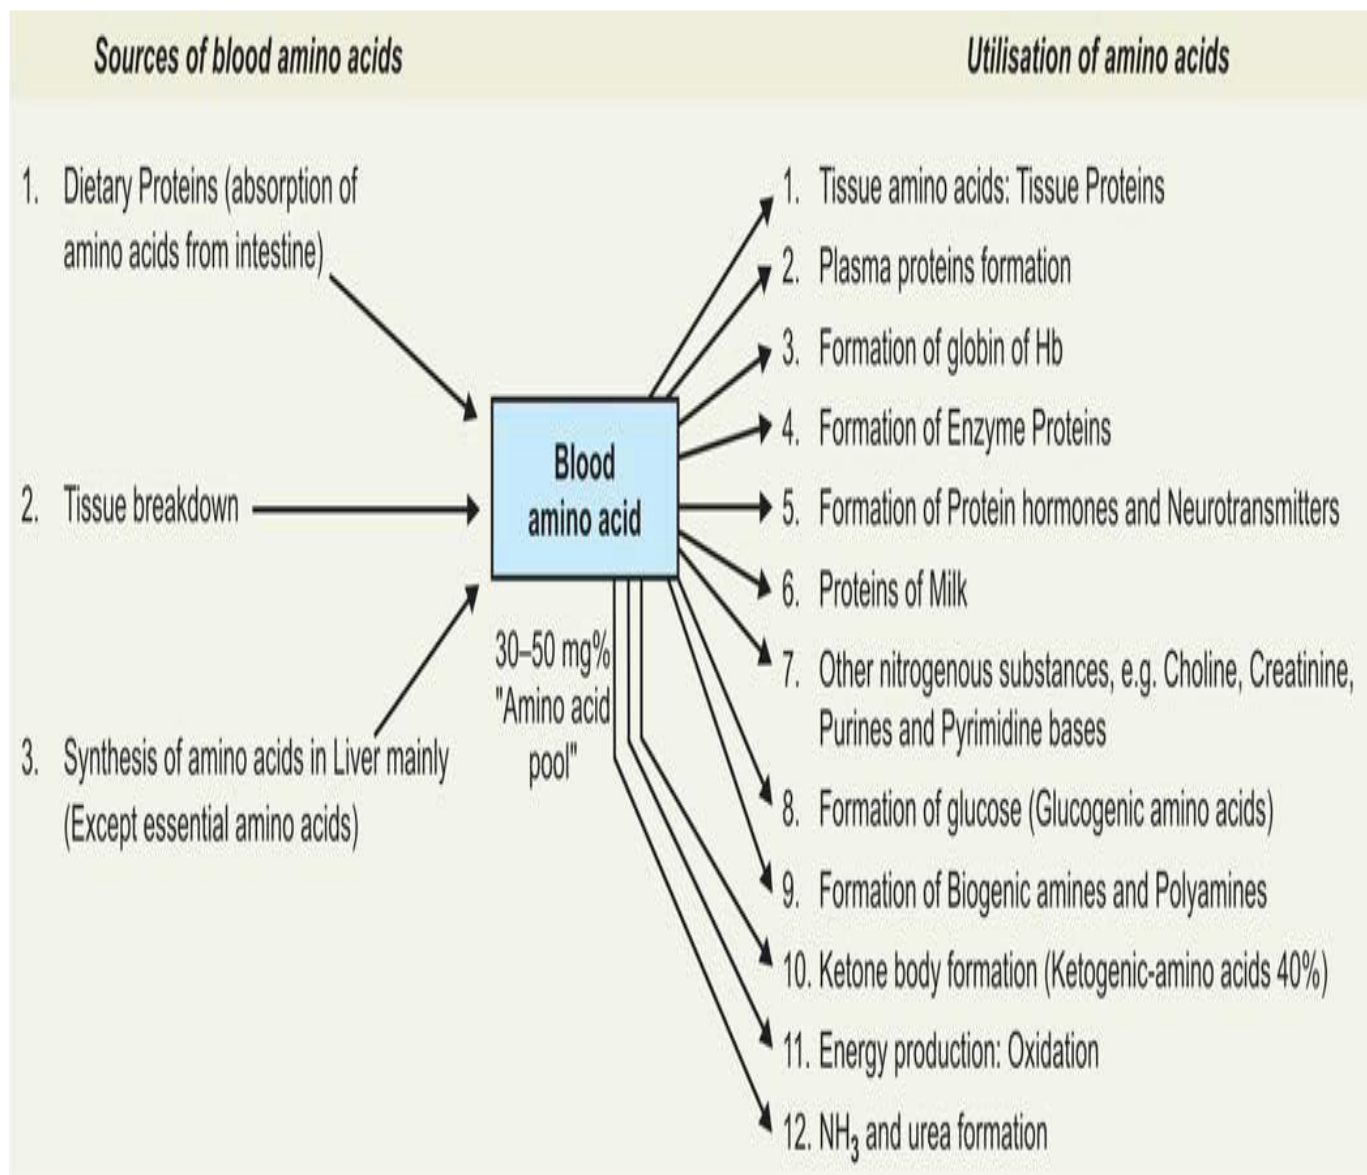 Sources of blood amino acids
Utilisation of amino acids
1. Dietary Proteins (absorption of
amino acids from intestine)
2. Tissue breakdown
3. Synthesis of amino acids in Liver mainly
(Except essential amino acids)
Blood
amino acid
30–50 mg%
"Amino acid
pool"
1. Tissue amino acids: Tissue Proteins
2. Plasma proteins formation
3. Formation of globin of Hb
4. Formation of Enzyme Proteins
5. Formation of Protein hormones and Neurotransmitters
6. Proteins of Milk
7. Other nitrogenous substances, e.g. Choline, Creatinine,
Purines and Pyrimidine bases
8. Formation of glucose (Glucogenic amino acids)
9. Formation of Biogenic amines and Polyamines
10. Ketone body formation (Ketogenic-amino acids 40%)
11. Energy production: Oxidation
12. NH₃ and urea formation